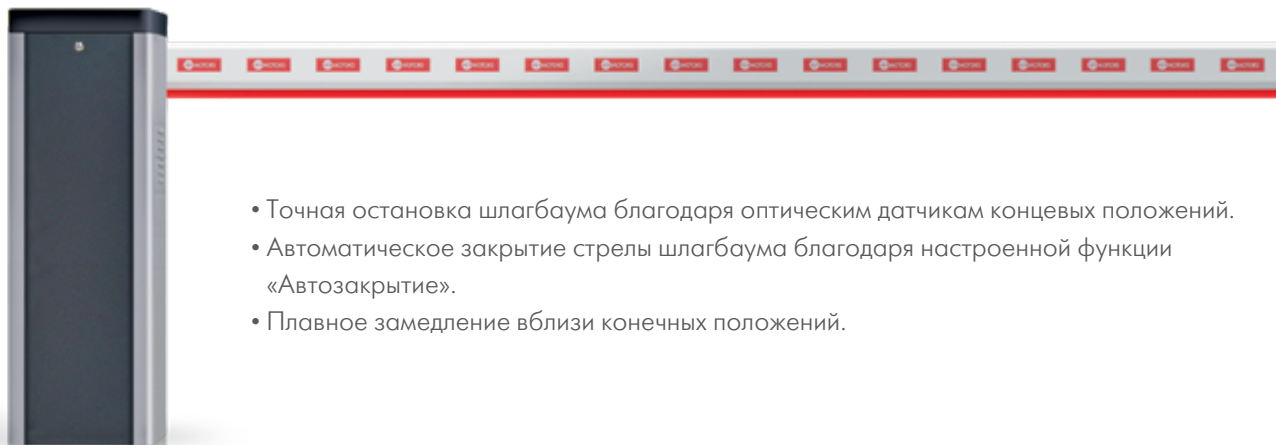 • Точная остановка шлагбаума благодаря оптическим датчикам концевых положений.
• Автоматическое закрытие стрелы шлагбаума благодаря настроенной функции
«Автозакрытие».
• Плавное замедление вблизи конечных положений.